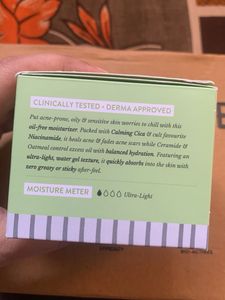 CLINICALLY TESTED • DERMA APPROVED
Put acne-prone, oily & sensitive skin worries to chill with this
oil-free moisturizer. Packed with Calming Cica & cult favourite
Niacinamide, it heals acne & fades acne scars while Ceramide &
Oatmeal control excess oil with balanced hydration. Featuring an
ultra-light, water gel texture, it quickly absorbs into the skin with
zero greasy or sticky after-feel.
MOISTURE METER Ultra-Light